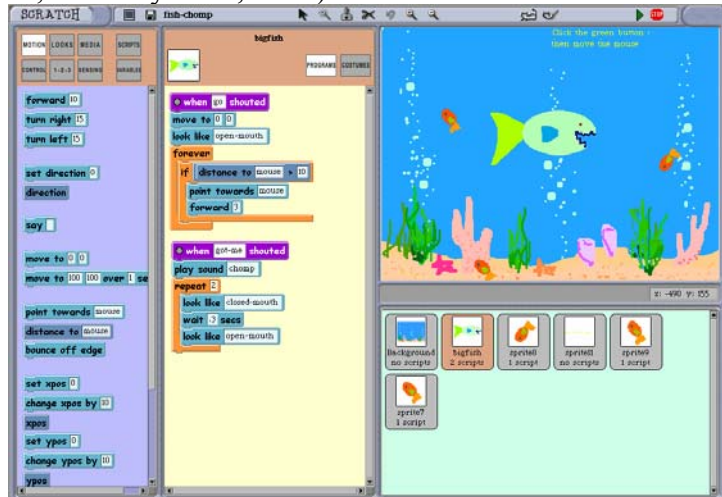 SCRATCH
fish-chomp
STOP
MOTION LOOKS MEDIA SCRIPTS
CONTROL 1-2-3 SENSING VARIABLES
forward 10
turn right 15
turn left 15
set direction 0
direction
say
move to 0 0
move to 100 100 over 1 se
point towards mouse
distance to mouse
bounce off edge
set xpos 0
change xpos by 10
xpos
set ypos 0
change ypos by 10
ypos
bigfish
PROGRAMS COSTUMES
when go shouted
move to 0 0
look like open-mouth
forever
if distance to mouse > 10
point towards mouse
forward 3
when got-me shouted
play sound chomp
repeat 2
look like closed-mouth
wait .3 secs
look like open-mouth
Click the green button
then move the mouse
x: -490 y: 155
Background
no scripts
bigfish
2 scripts
sprite8
1 script
sprite11
no scripts
sprite9
1 script
sprite7
1 script